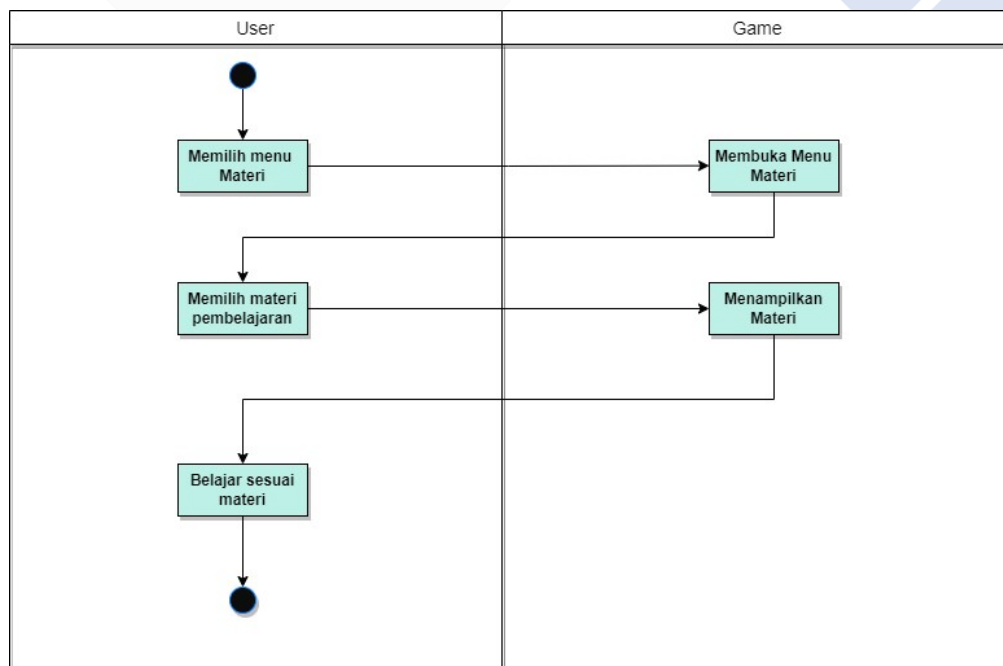 User
Game
Memilih menu
Materi
Membuka Menu
Materi
Memilih materi
pembelajaran
Menampilkan
Materi
Belajar sesuai
materi